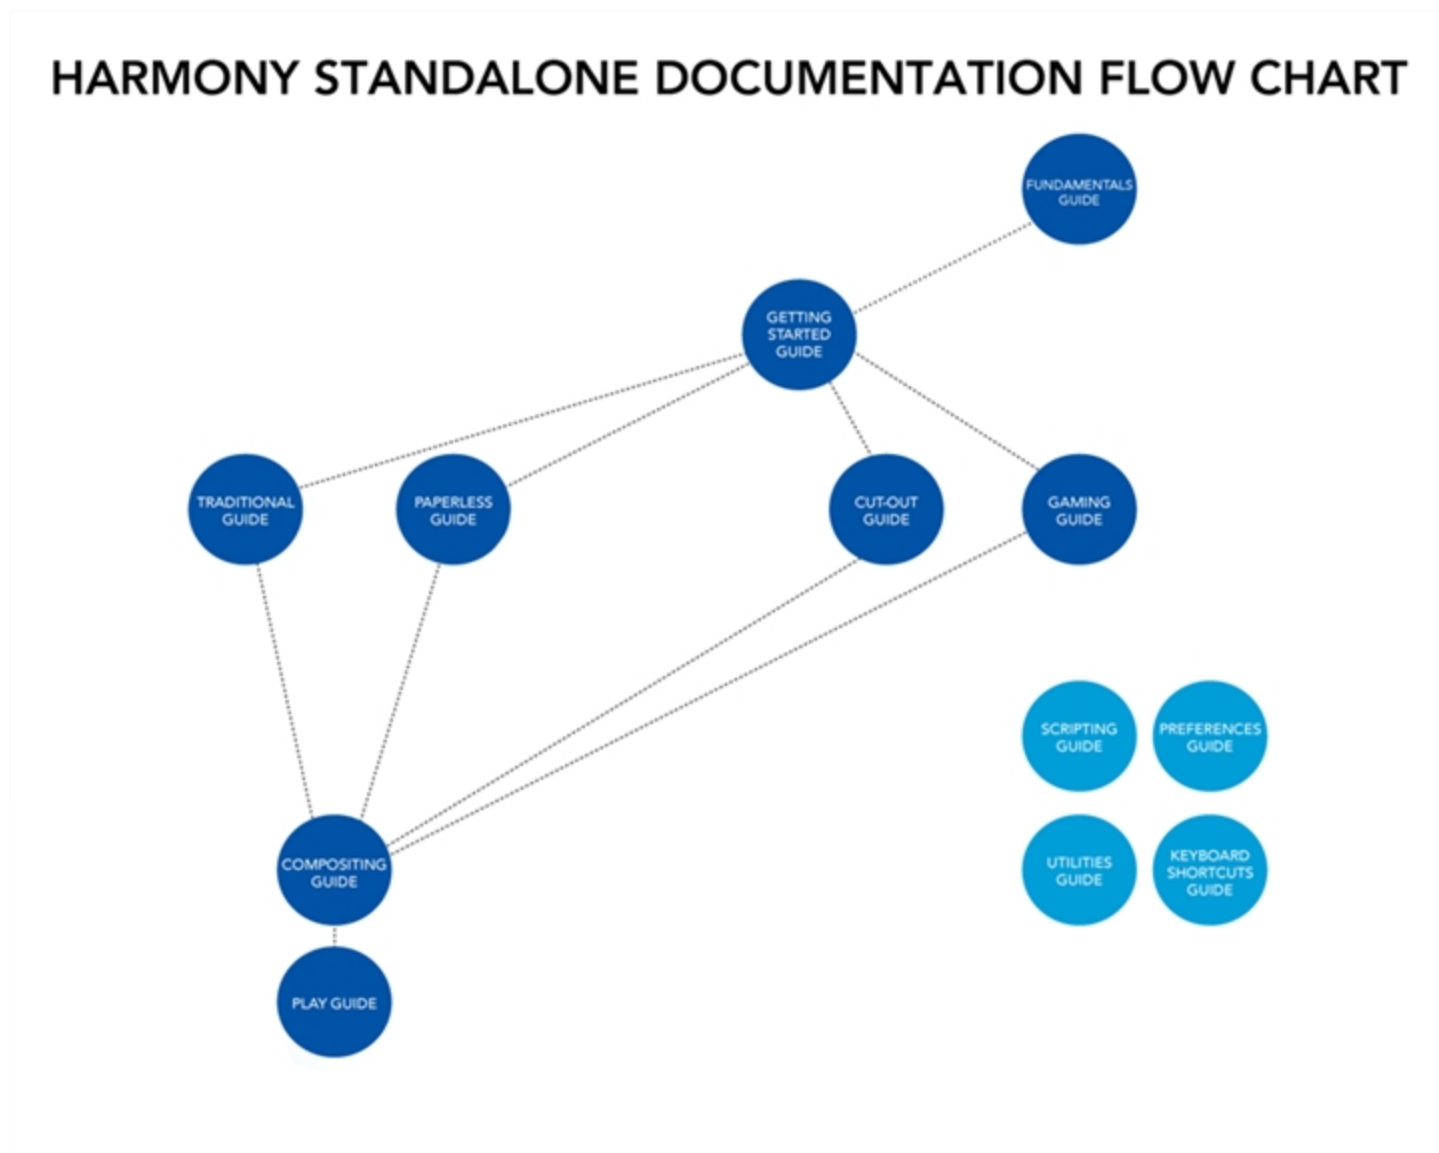 HARMONY STANDALONE DOCUMENTATION FLOW CHART
FUNDAMENTALS
GUIDE
GETTING
STARTED
GUIDE
TRADITIONAL
GUIDE
PAPERLESS
GUIDE
CUT-OUT
GUIDE
GAMING
GUIDE
SCRIPTING
GUIDE
PREFERENCES
GUIDE
COMPOSITING
GUIDE
UTILITIES
GUIDE
KEYBOARD
SHORTCUTS
GUIDE
PLAY GUIDE